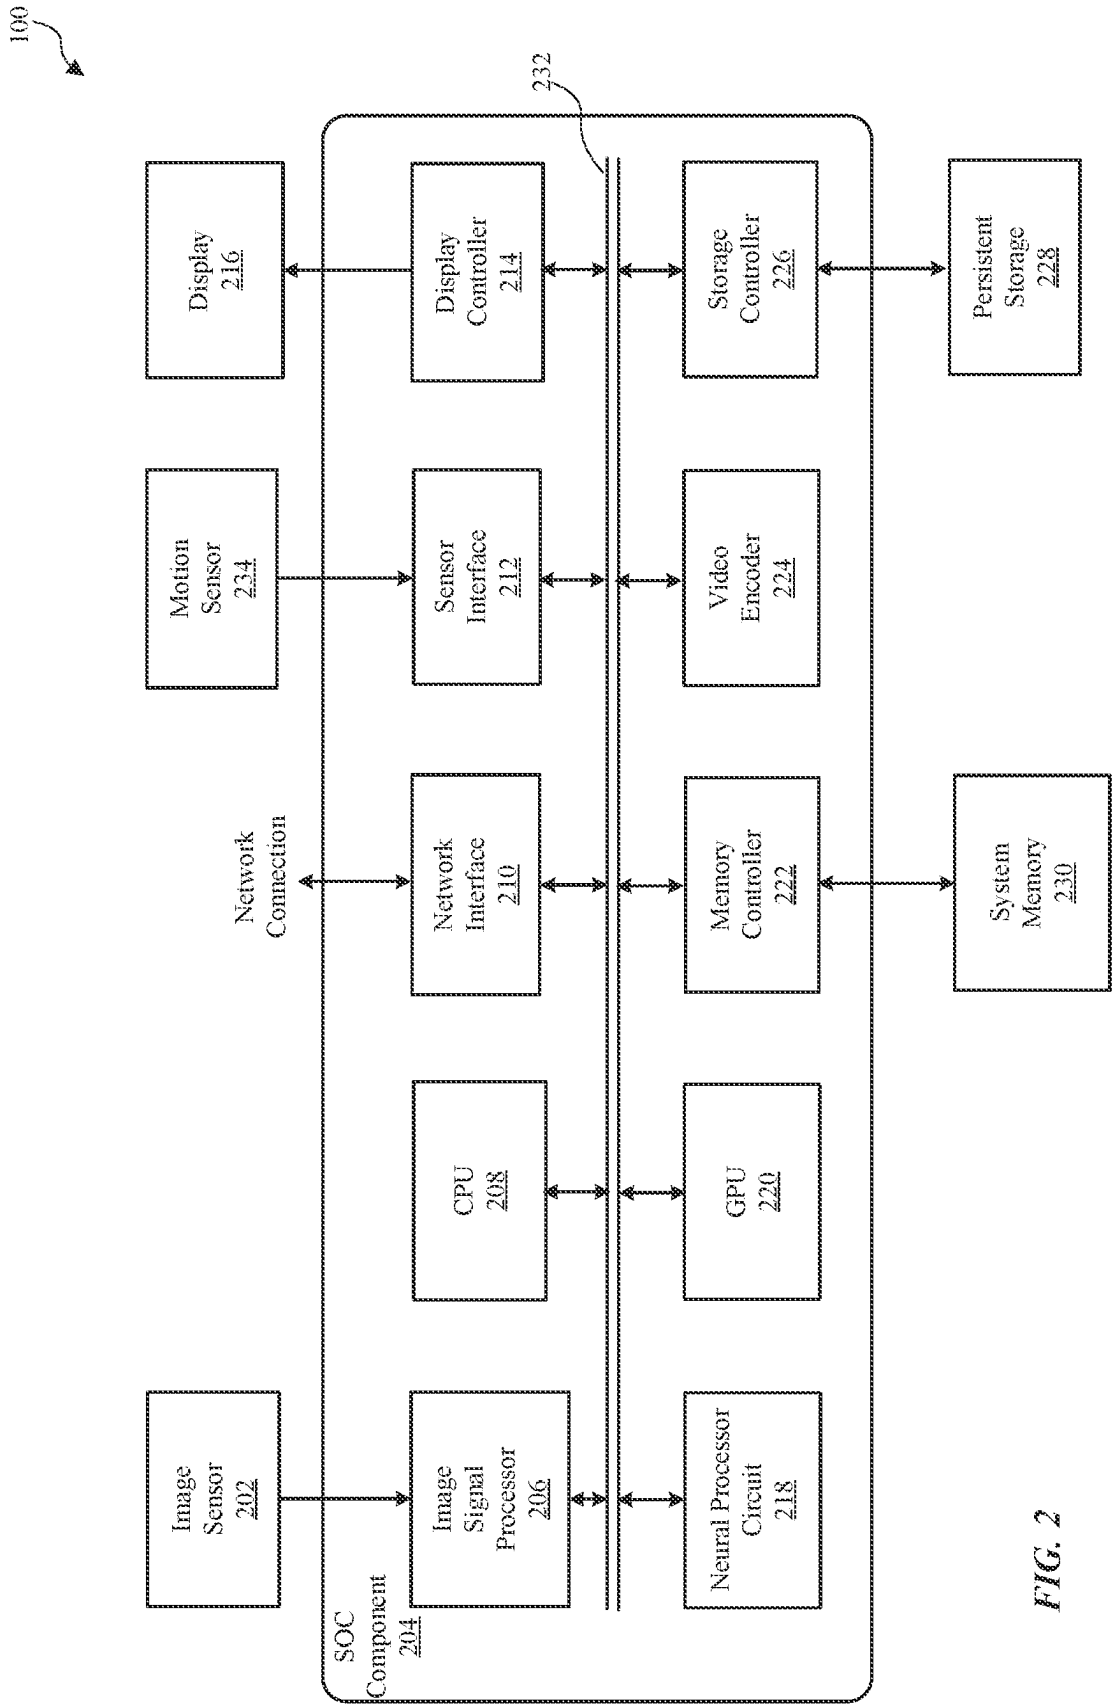 100
Image
Sensor
202
Network
Connection
Motion
Sensor
234
Display
216
SOC
Component
204
Image
Signal
Processor
206
CPU
208
Network
Interface
210
Sensor
Interface
212
Display
Controller
214
232
Neural Processor
Circuit
218
GPU
220
Memory
Controller
222
Video
Encoder
224
Storage
Controller
226
System
Memory
230
Persistent
Storage
228
FIG. 2